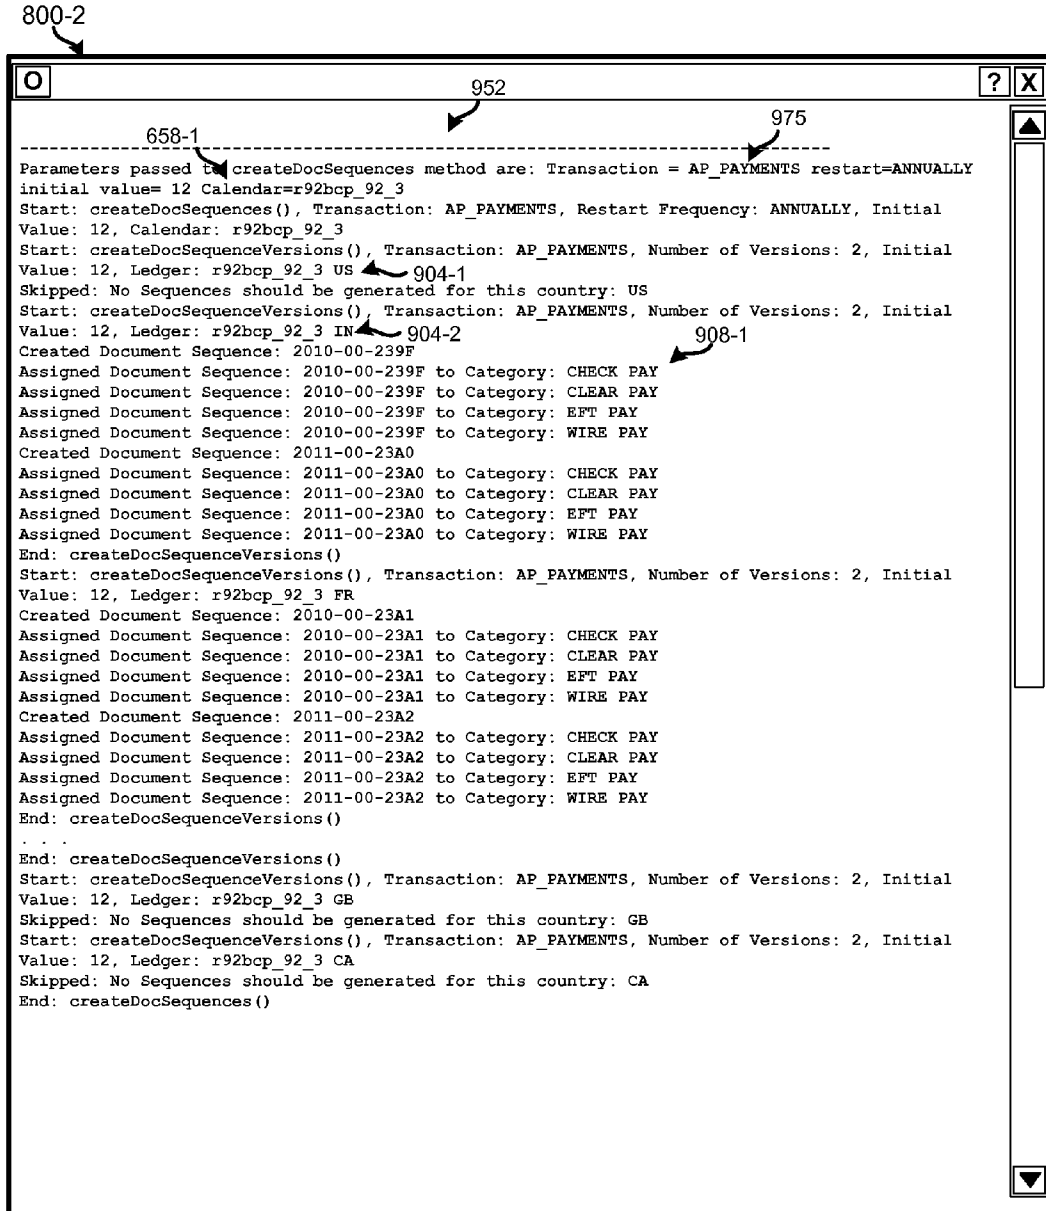 800-2
O
? X
952
975
658-1
--------------------------------------------------------------------------------
Parameters passed to createDocSequences method are: Transaction = AP_PAYMENTS restart=ANNUALLY
initial value= 12 Calendar=r92bcp_92_3
Start: createDocSequences(), Transaction: AP_PAYMENTS, Restart Frequency: ANNUALLY, Initial
Value: 12, Calendar: r92bcp_92_3
Start: createDocSequenceVersions(), Transaction: AP_PAYMENTS, Number of Versions: 2, Initial
Value: 12, Ledger: r92bcp_92_3 US 904-1
Skipped: No Sequences should be generated for this country: US
Start: createDocSequenceVersions(), Transaction: AP_PAYMENTS, Number of Versions: 2, Initial
Value: 12, Ledger: r92bcp_92_3 IN 904-2 908-1
Created Document Sequence: 2010-00-239F
Assigned Document Sequence: 2010-00-239F to Category: CHECK PAY
Assigned Document Sequence: 2010-00-239F to Category: CLEAR PAY
Assigned Document Sequence: 2010-00-239F to Category: EFT PAY
Assigned Document Sequence: 2010-00-239F to Category: WIRE PAY
Created Document Sequence: 2011-00-23A0
Assigned Document Sequence: 2011-00-23A0 to Category: CHECK PAY
Assigned Document Sequence: 2011-00-23A0 to Category: CLEAR PAY
Assigned Document Sequence: 2011-00-23A0 to Category: EFT PAY
Assigned Document Sequence: 2011-00-23A0 to Category: WIRE PAY
End: createDocSequenceVersions()
Start: createDocSequenceVersions(), Transaction: AP_PAYMENTS, Number of Versions: 2, Initial
Value: 12, Ledger: r92bcp_92_3 FR
Created Document Sequence: 2010-00-23A1
Assigned Document Sequence: 2010-00-23A1 to Category: CHECK PAY
Assigned Document Sequence: 2010-00-23A1 to Category: CLEAR PAY
Assigned Document Sequence: 2010-00-23A1 to Category: EFT PAY
Assigned Document Sequence: 2010-00-23A1 to Category: WIRE PAY
Created Document Sequence: 2011-00-23A2
Assigned Document Sequence: 2011-00-23A2 to Category: CHECK PAY
Assigned Document Sequence: 2011-00-23A2 to Category: CLEAR PAY
Assigned Document Sequence: 2011-00-23A2 to Category: EFT PAY
Assigned Document Sequence: 2011-00-23A2 to Category: WIRE PAY
End: createDocSequenceVersions()
. . .
End: createDocSequenceVersions()
Start: createDocSequenceVersions(), Transaction: AP_PAYMENTS, Number of Versions: 2, Initial
Value: 12, Ledger: r92bcp_92_3 GB
Skipped: No Sequences should be generated for this country: GB
Start: createDocSequenceVersions(), Transaction: AP_PAYMENTS, Number of Versions: 2, Initial
Value: 12, Ledger: r92bcp_92_3 CA
Skipped: No Sequences should be generated for this country: CA
End: createDocSequences()